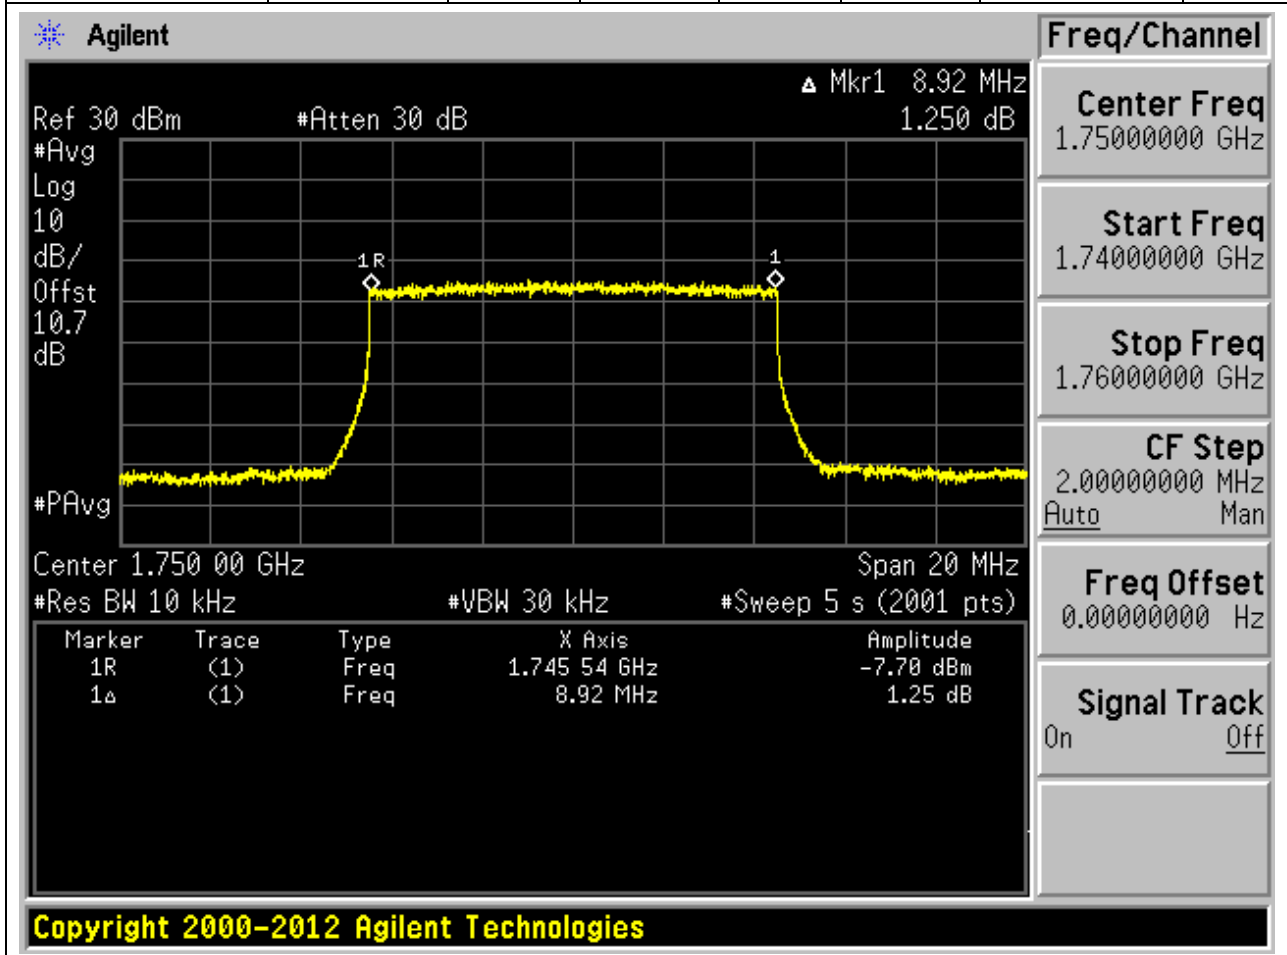 Agilent
Freq/Channel
Δ Mkr1 8.92 MHz
Ref 30 dBm #Atten 30 dB 1.250 dB
#Avg
Log
10
dB/
Offst
10.7
dB
#PAvg
1R
1
Center 1.750 00 GHz Span 20 MHz
#Res BW 10 kHz #VBW 30 kHz #Sweep 5 s (2001 pts)
Marker Trace Type X Axis Amplitude
1R (1) Freq 1.745 54 GHz -7.70 dBm
1Δ (1) Freq 8.92 MHz 1.25 dB
Center Freq
1.75000000 GHz
Start Freq
1.74000000 GHz
Stop Freq
1.76000000 GHz
CF Step
2.00000000 MHz
Auto Man
Freq Offset
0.00000000 Hz
Signal Track
On Off
Copyright 2000-2012 Agilent Technologies